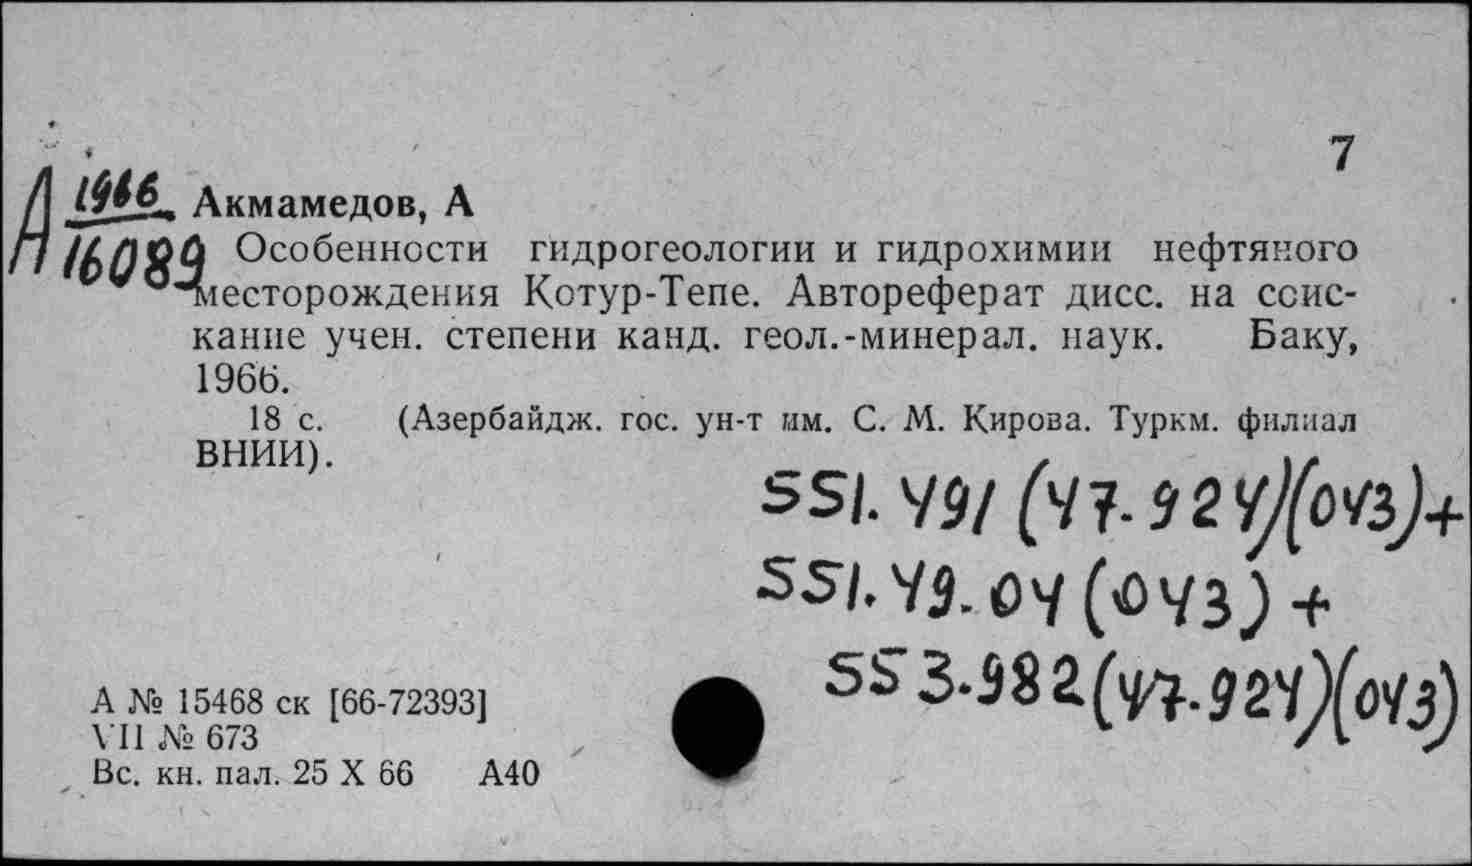 7
А 1966 Акмамедов, А
16089 Особенности гидрогеологии и гидрохимии нефтяного
месторождения Котур-Тепе. Автореферат дисс. на соис-
кание учен. степени канд. геол.-минерал. наук. Баку,
1966.
18 с. (Азербайдж. гос. ун-т им. С. М. Кирова. Туркм. филиал
ВНИИ).
551.491(47.924)(043)+
551.49.04(043)+
553.982(47.924)(043)
А № 15468 ск [66-72393]
VII № 673
Вс. кн. пал. 25 X 66 А40